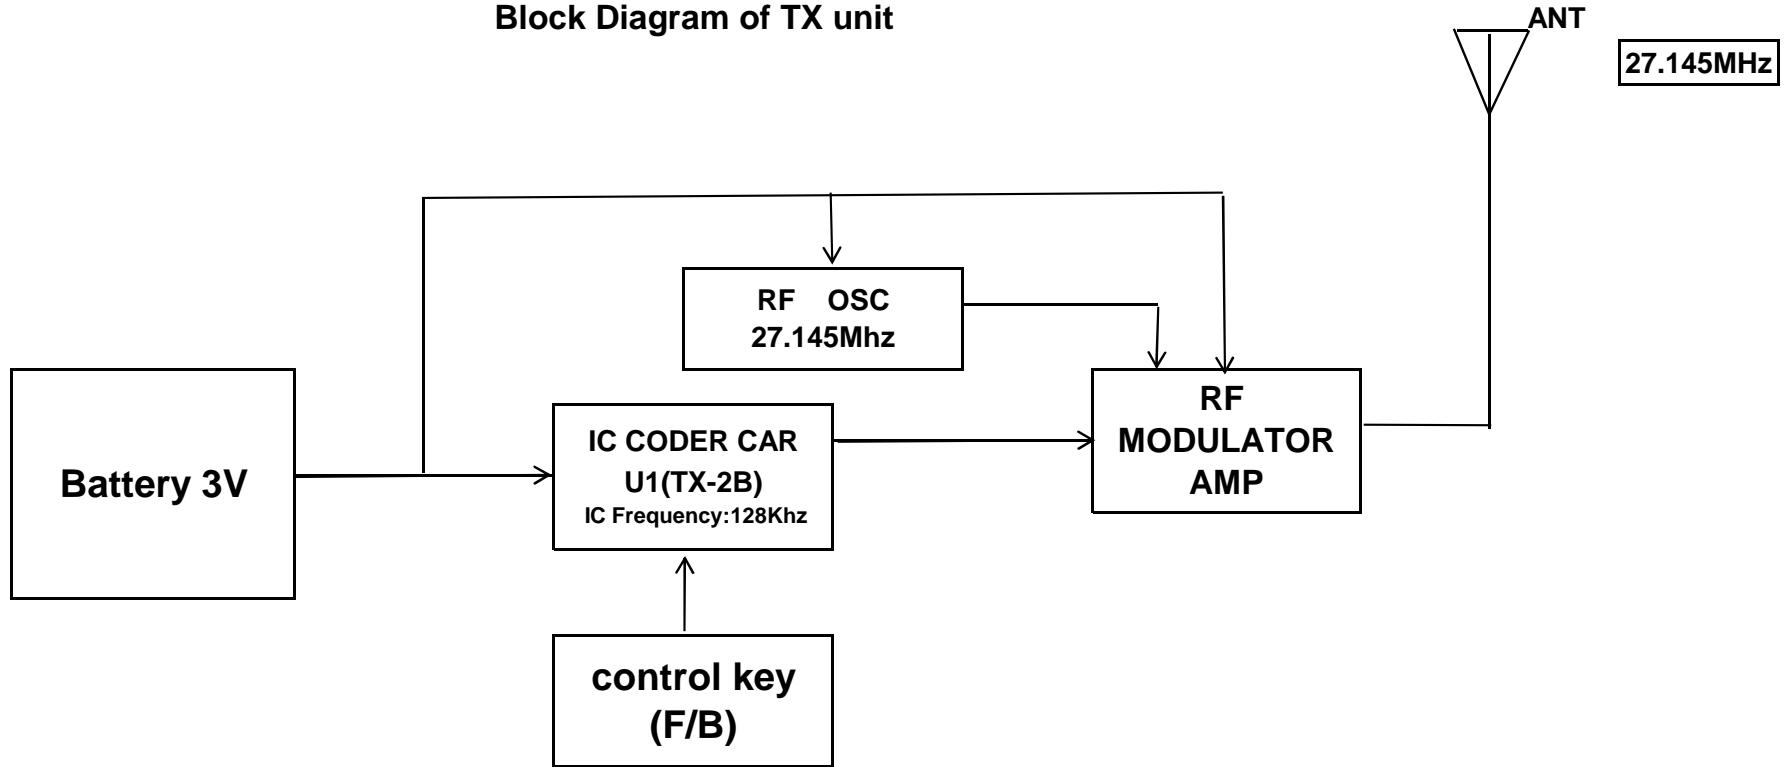 Block Diagram of TX unit
ANT
27.145MHz
RF OSC
27.145Mhz
Battery 3V
IC CODER CAR
U1(TX-2B)
IC Frequency:128Khz
RF
MODULATOR
AMP
control key
(F/B)